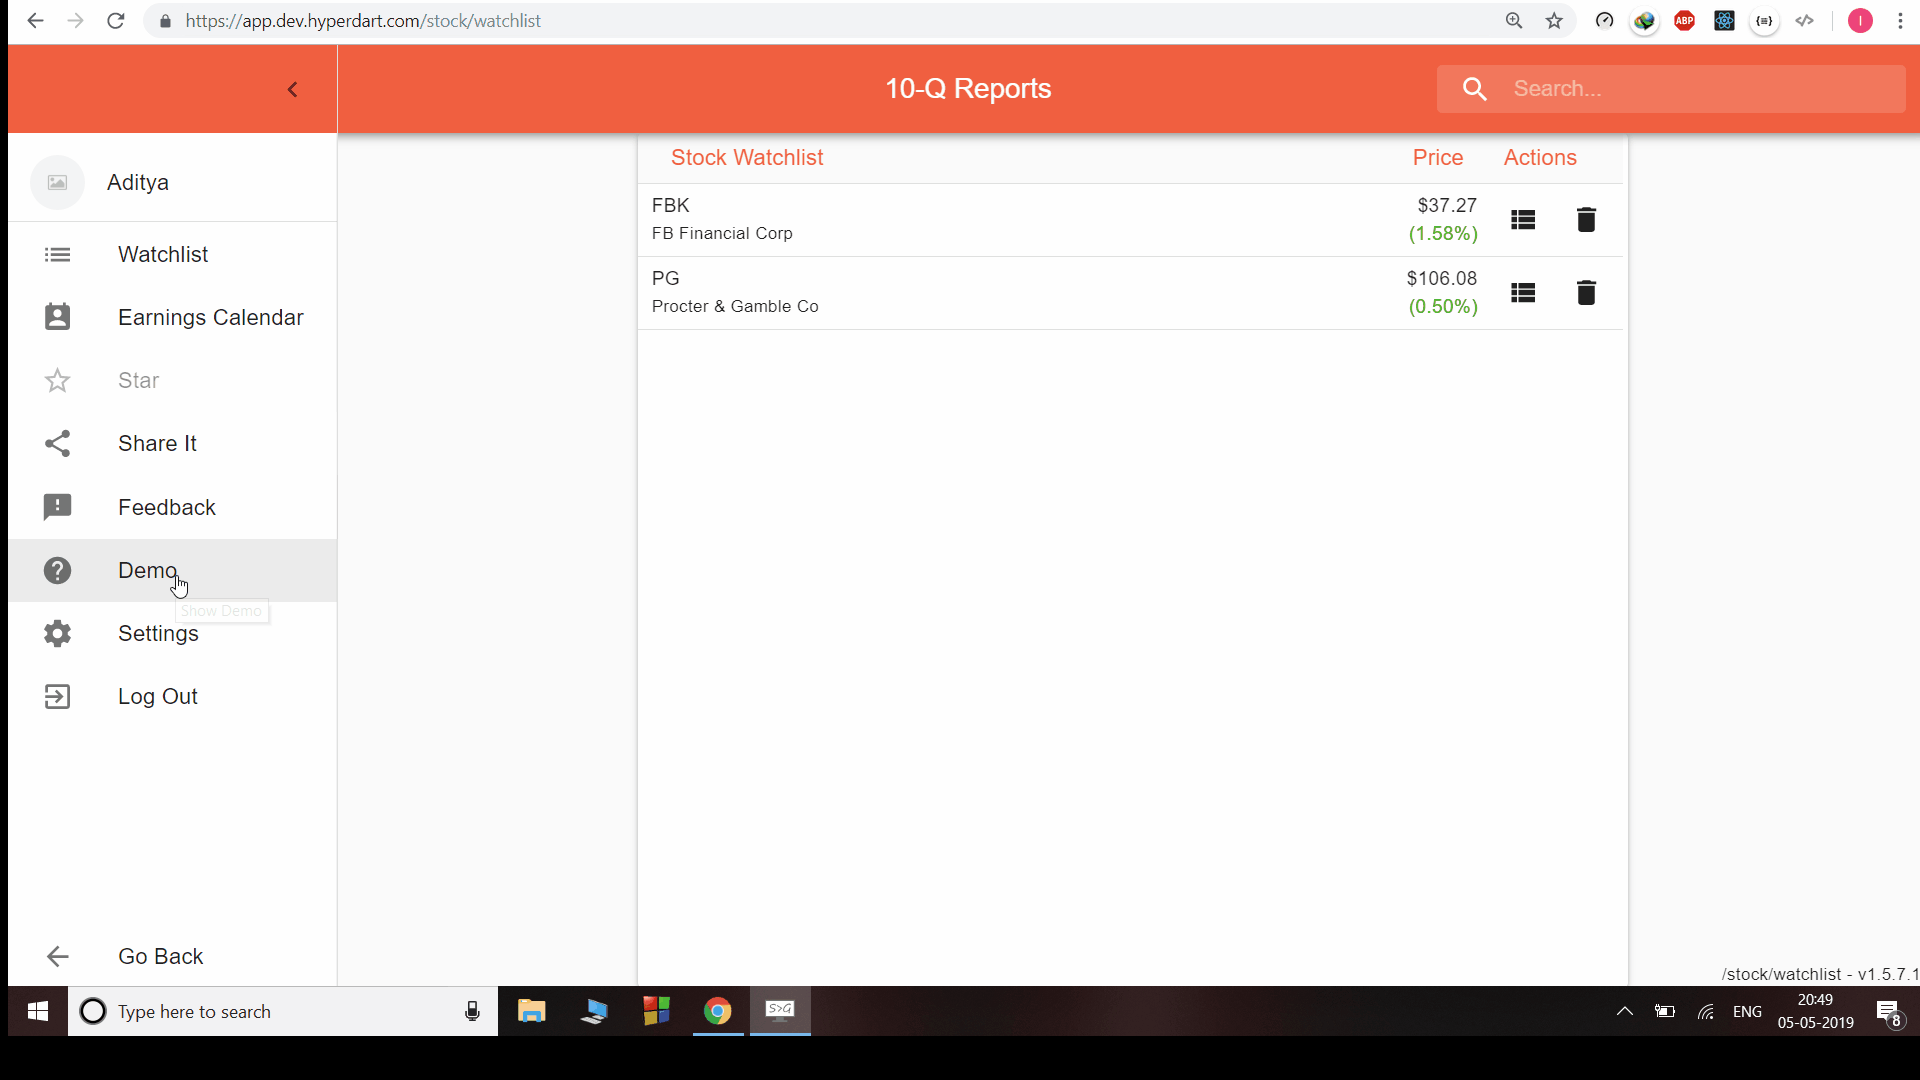 https://app.dev.hyperdart.com/stock/watchlist
ABP
I
10-Q Reports
Search...
Aditya
Watchlist
Earnings Calendar
Star
Share It
Feedback
Demo
Show Demo
Settings
Log Out
Go Back
Stock Watchlist Price Actions
FBK $37.27
FB Financial Corp (1.58%)
PG $106.08
Procter & Gamble Co (0.50%)
/stock/watchlist - v1.5.7.1
Type here to search
S>G
ENG
20:49
05-05-2019
8